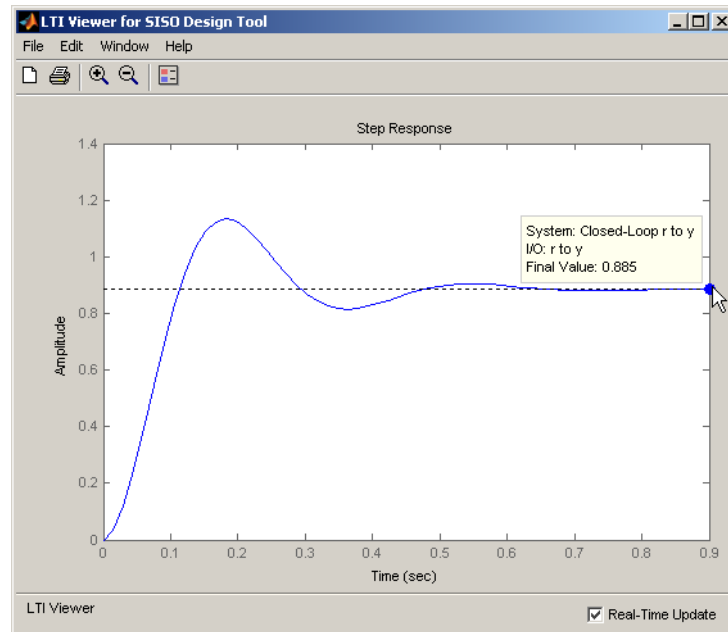 LTI Viewer for SISO Design Tool
File Edit Window Help
Step Response
1.4
1.2
1
0.8
0.6
0.4
0.2
0
Amplitude
System: Closed-Loop r to y
I/O: r to y
Final Value: 0.885
0 0.1 0.2 0.3 0.4 0.5 0.6 0.7 0.8 0.9
Time (sec)
LTI Viewer
Real-Time Update